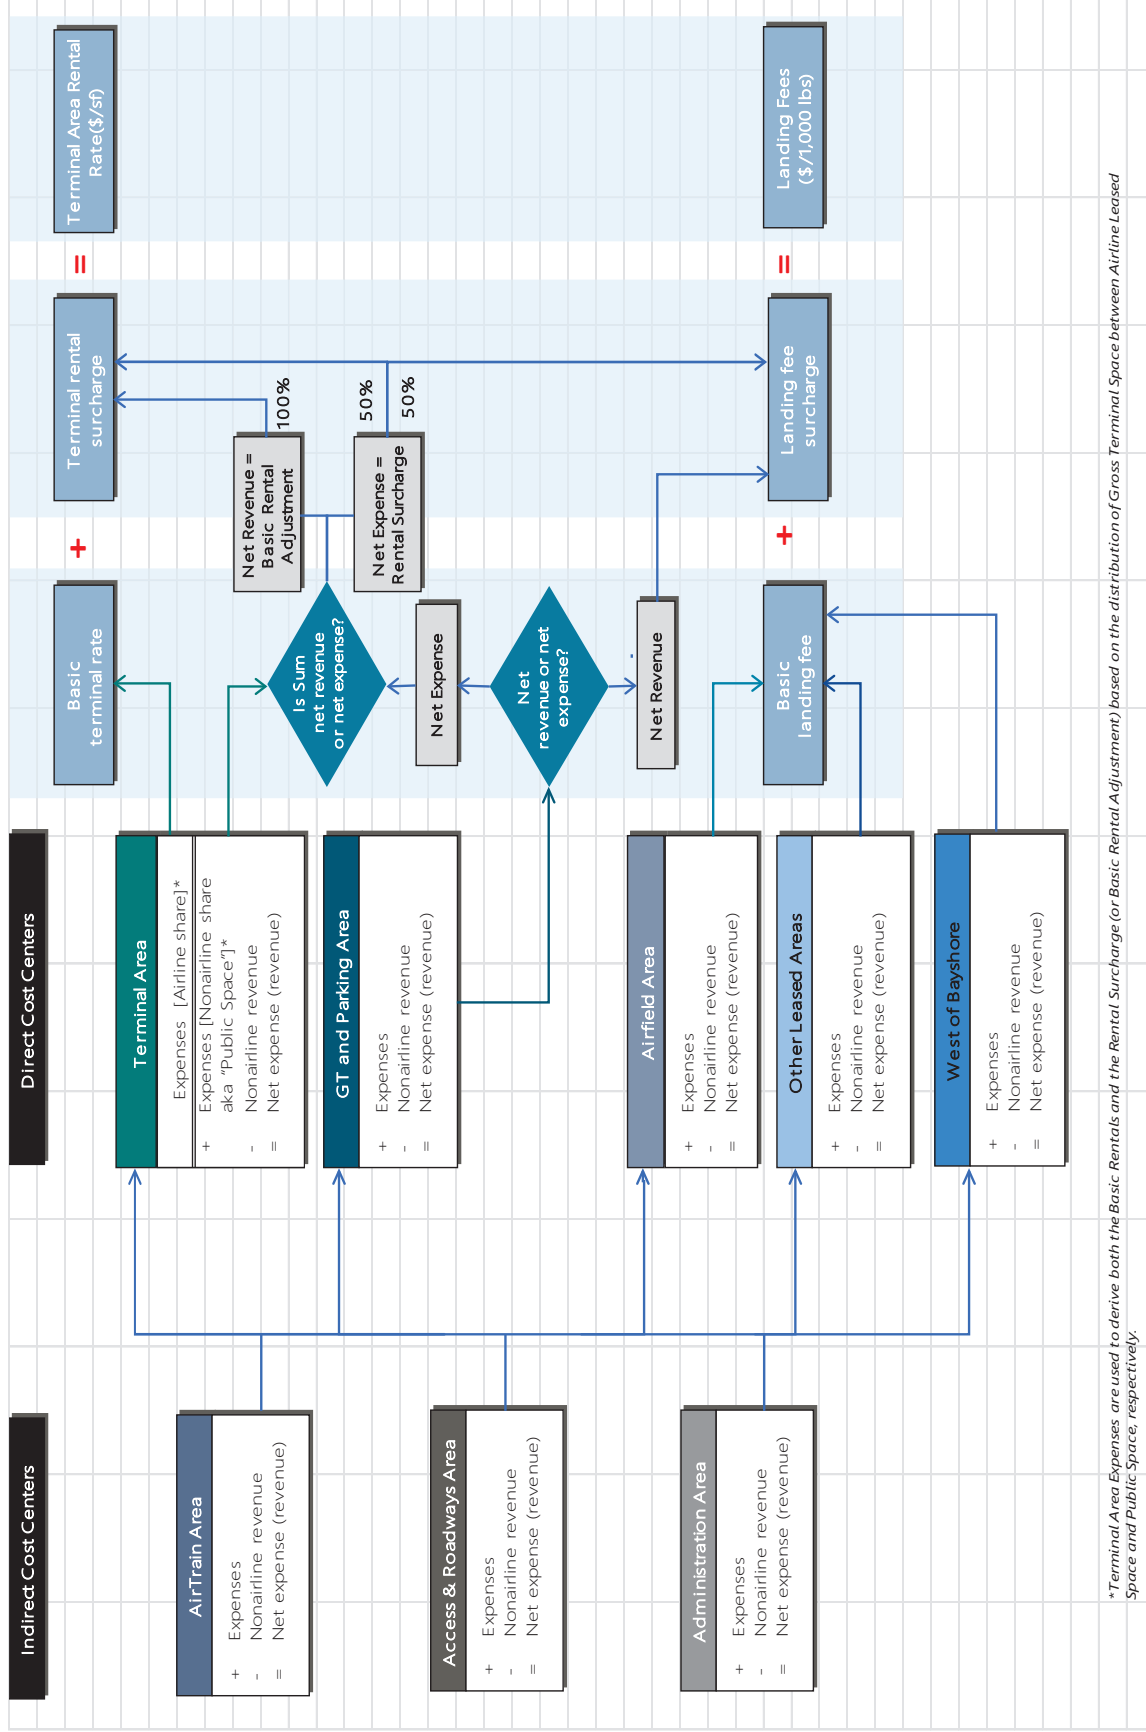 Indirect Cost Centers
Direct Cost Centers
AirTrain Area
+ Expenses
- Nonairline revenue
= Net expense (revenue)
Access & Roadways Area
+ Expenses
- Nonairline revenue
= Net expense (revenue)
Administration Area
+ Expenses
- Nonairline revenue
= Net expense (revenue)
Terminal Area
Expenses [Airline share]*
+ Expenses [Nonairline share
aka “Public Space”]*
- Nonairline revenue
= Net expense (revenue)
GT and Parking Area
+ Expenses
- Nonairline revenue
= Net expense (revenue)
Airfield Area
+ Expenses
- Nonairline revenue
= Net expense (revenue)
Other Leased Areas
+ Expenses
- Nonairline revenue
= Net expense (revenue)
West of Bayshore
+ Expenses
- Nonairline revenue
= Net expense (revenue)
Basic
terminal rate
+
Terminal rental
surcharge
=
Terminal Area Rental
Rate($/sf)
Is Sum
net revenue
or net expense?
Net Revenue =
Basic Rental
Adjustment
100%
Net Expense =
Rental Surcharge
50%
50%
Net Expense
Net
revenue or net
expense?
Net Revenue
Basic
landing fee
+
Landing fee
surcharge
=
Landing Fees
($/1,000 lbs)
*Terminal Area Expenses are used to derive both the Basic Rentals and the Rental Surcharge (or Basic Rental Adjustment) based on the distribution of Gross Terminal Space between Airline Leased
Space and Public Space, respectively.